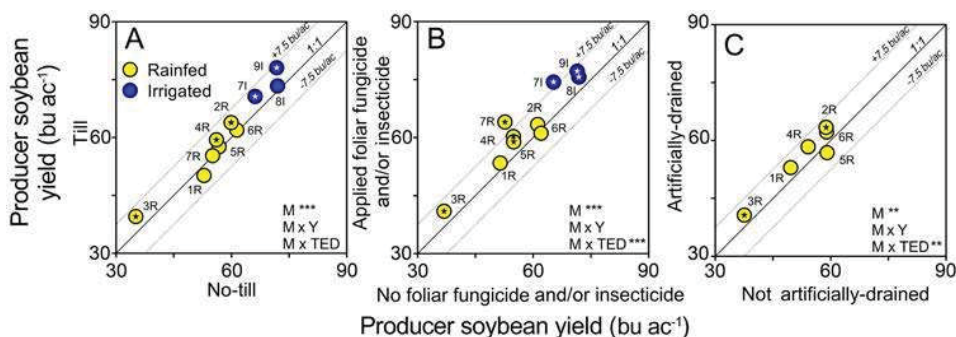 Producer soybean
yield (bu ac⁻¹)
Till
90
60
30
A
Rainfed
Irrigated
+7.5 bu/ac
1:1
-7.5 bu/ac
9I
7I
8I
2R
4R
6R
7R
5R
1R
3R
M ***
M x Y
M x TED
30
60
90
No-till
Applied foliar fungicide
and/or insecticide
90
60
30
B
+7.5 bu/ac
1:1
-7.5 bu/ac
9I
7I
8I
2R
7R
4R
6R
5R
1R
3R
M ***
M x Y
M x TED ***
30
60
90
No foliar fungicide and/or insecticide
Artificially-drained
90
60
30
C
+7.5 bu/ac
1:1
-7.5 bu/ac
2R
4R
6R
5R
1R
3R
M **
M x Y
M x TED **
30
60
90
Not artificially-drained
Producer soybean yield (bu ac⁻¹)